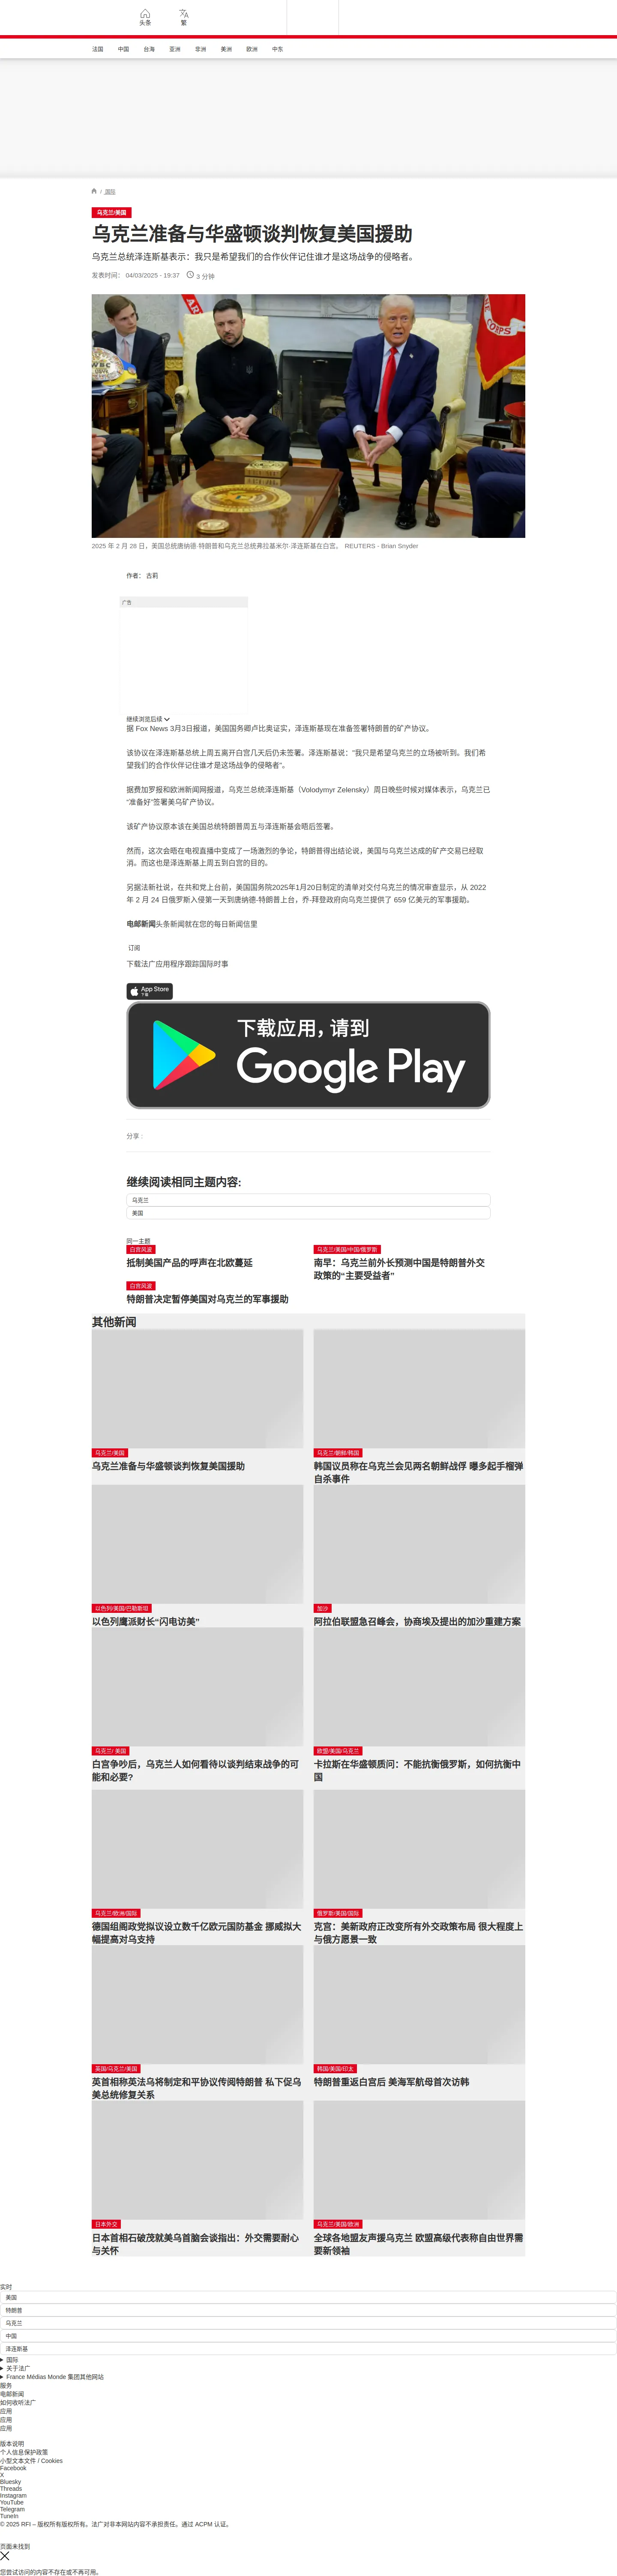 头条
繁
法国
中国
台海
亚洲
非洲
美洲
欧洲
中东
/ 国际
乌克兰/美国
乌克兰准备与华盛顿谈判恢复美国援助
乌克兰总统泽连斯基表示：我只是希望我们的合作伙伴记住谁才是这场战争的侵略者。
发表时间： 04/03/2025 - 19:37
3 分钟
2025 年 2 月 28 日，美国总统唐纳德·特朗普和乌克兰总统弗拉基米尔·泽连斯基在白宫。 REUTERS - Brian Snyder
作者： 古莉
广告
继续浏览后续
据 Fox News 3月3日报道，美国国务卿卢比奥证实，泽连斯基现在准备签署特朗普的矿产协议。
该协议在泽连斯基总统上周五离开白宫几天后仍未签署。泽连斯基说：“我只是希望乌克兰的立场被听到。我们希
望我们的合作伙伴记住谁才是这场战争的侵略者”。
据费加罗报和欧洲新闻网报道，乌克兰总统泽连斯基（Volodymyr Zelensky）周日晚些时候对媒体表示，乌克兰已
“准备好”签署美乌矿产协议。
该矿产协议原本该在美国总统特朗普周五与泽连斯基会晤后签署。
然而，这次会晤在电视直播中变成了一场激烈的争论，特朗普得出结论说，美国与乌克兰达成的矿产交易已经取
消。而这也是泽连斯基上周五到白宫的目的。
另据法新社说，在共和党上台前，美国国务院2025年1月20日制定的清单对交付乌克兰的情况审查显示，从 2022
年 2 月 24 日俄罗斯入侵第一天到唐纳德-特朗普上台，乔-拜登政府向乌克兰提供了 659 亿美元的军事援助。
电邮新闻头条新闻就在您的每日新闻信里
订阅
下载法广应用程序跟踪国际时事
App Store
下载
下载应用，请到
Google Play
分享 :
继续阅读相同主题内容:
乌克兰
美国
同一主题
白宫风波
抵制美国产品的呼声在北欧蔓延
乌克兰/美国/中国/俄罗斯
南早：乌克兰前外长预测中国是特朗普外交
政策的“主要受益者”
白宫风波
特朗普决定暂停美国对乌克兰的军事援助
其他新闻
乌克兰/美国
乌克兰准备与华盛顿谈判恢复美国援助
乌克兰/朝鲜/韩国
韩国议员称在乌克兰会见两名朝鲜战俘 曝多起手榴弹
自杀事件
以色列/美国/巴勒斯坦
以色列鹰派财长“闪电访美”
加沙
阿拉伯联盟急召峰会，协商埃及提出的加沙重建方案
乌克兰/ 美国
白宫争吵后，乌克兰人如何看待以谈判结束战争的可
能和必要?
欧盟/美国/乌克兰
卡拉斯在华盛顿质问：不能抗衡俄罗斯，如何抗衡中
国
乌克兰/欧洲/国际
德国组阁政党拟议设立数千亿欧元国防基金 挪威拟大
幅提高对乌支持
俄罗斯/美国/国际
克宫：美新政府正改变所有外交政策布局 很大程度上
与俄方愿景一致
英国/乌克兰/美国
英首相称英法乌将制定和平协议传阅特朗普 私下促乌
美总统修复关系
韩国/美国/印太
特朗普重返白宫后 美海军航母首次访韩
日本外交
日本首相石破茂就美乌首脑会谈指出：外交需要耐心
与关怀
乌克兰/美国/欧洲
全球各地盟友声援乌克兰 欧盟高级代表称自由世界需
要新领袖
实时
美国
特朗普
乌克兰
中国
泽连斯基
国际
关于法广
France Médias Monde 集团其他网站
服务
电邮新闻
如何收听法广
应用
应用
应用
版本说明
个人信息保护政策
小型文本文件 / Cookies
Facebook
X
Bluesky
Threads
Instagram
YouTube
Telegram
TuneIn
© 2025 RFI – 版权所有版权所有。法广对非本网站内容不承担责任。通过 ACPM 认证。
页面未找到
您尝试访问的内容不存在或不再可用。